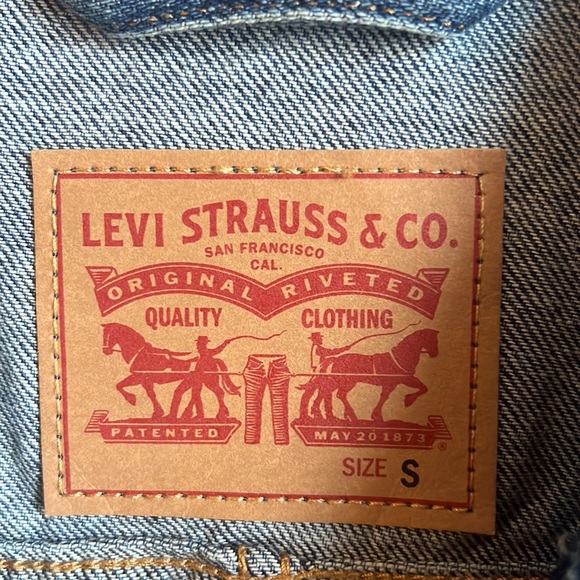 LEVI STRAUSS & CO.
SAN FRANCISCO
CAL.
ORIGINAL RIVETED
QUALITY CLOTHING
PATENTED MAY 20 1873
®
SIZE S